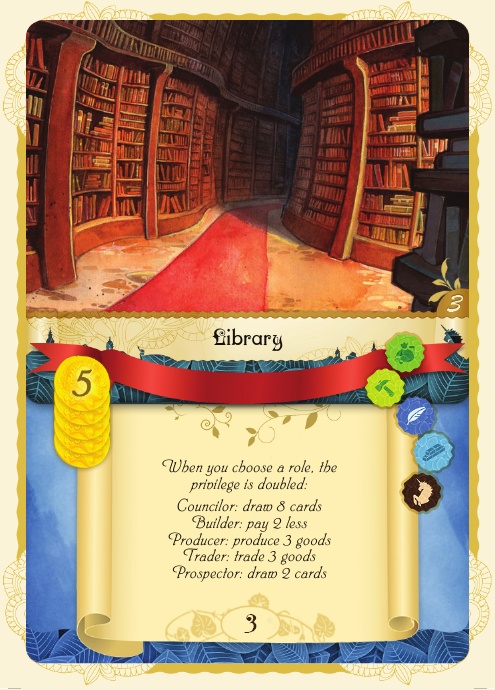 3
Library
5
When you choose a role, the
privilege is doubled:
Councilor: draw 8 cards
Builder: pay 2 less
Producer: produce 3 goods
Trader: trade 3 goods
Prospector: draw 2 cards
3